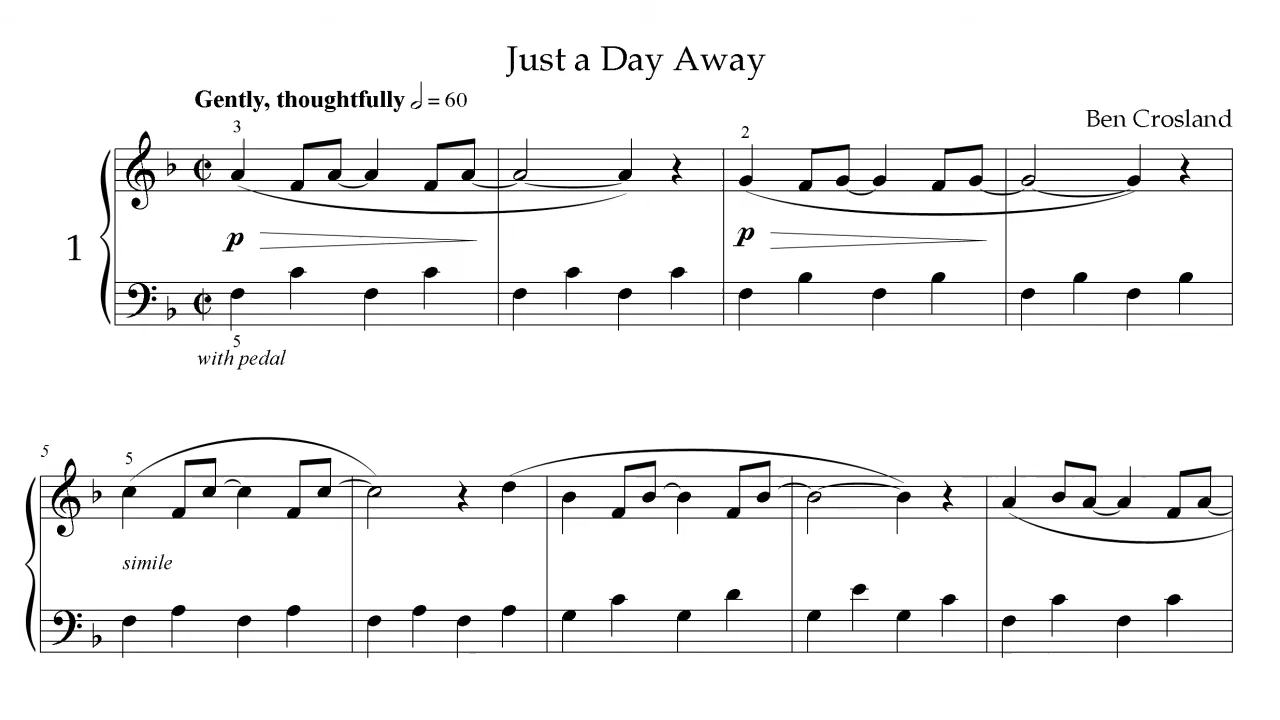 Just a Day Away
Gently, thoughtfully = 60
Ben Crosland
3
2
p
p
1
5
with pedal
5
5
simile